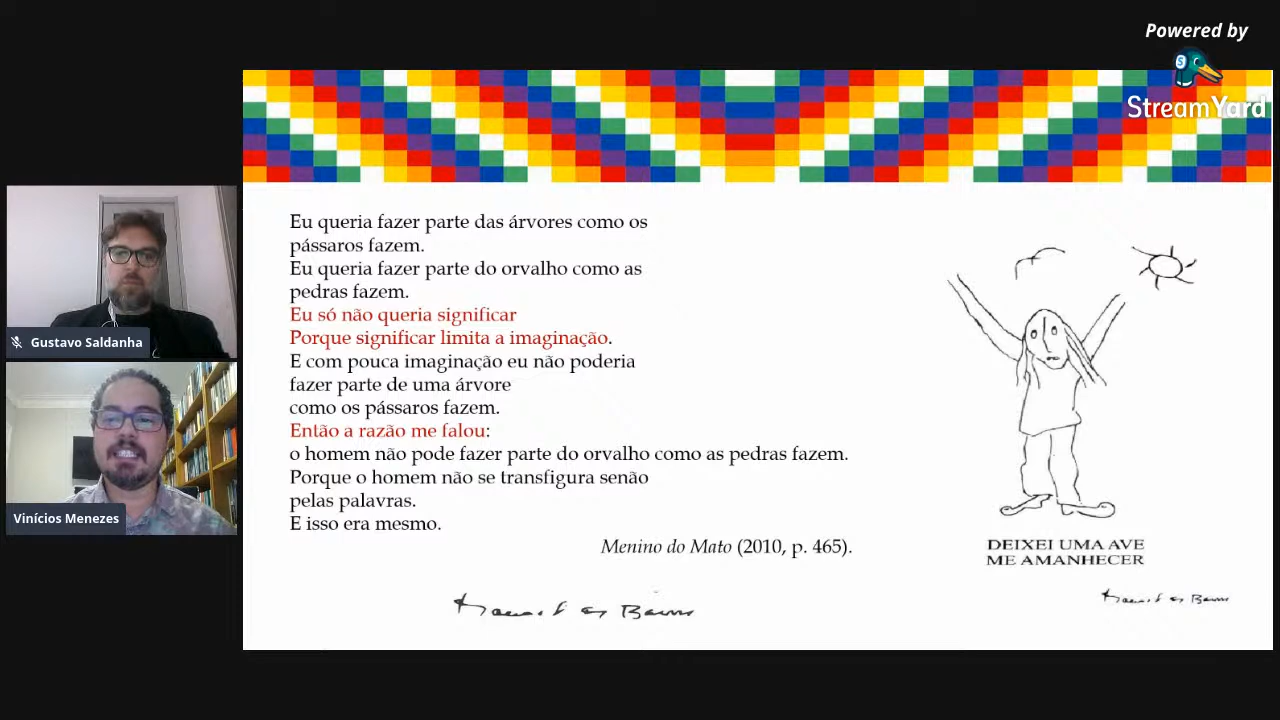 Powered by
StreamYard
Eu queria fazer parte das árvores como os
pássaros fazem.
Eu queria fazer parte do orvalho como as
pedras fazem.
Eu só não queria significar
Porque significar limita a imaginação.
E com pouca imaginação eu não poderia
fazer parte de uma árvore
como os pássaros fazem.
Então a razão me falou:
o homem não pode fazer parte do orvalho como as pedras fazem.
Porque o homem não se transfigura senão
pelas palavras.
E isso era mesmo.
Menino do Mato (2010, p. 465).
DEIXEI UMA AVE
ME AMANHECER
Gustavo Saldanha
Vinícios Menezes